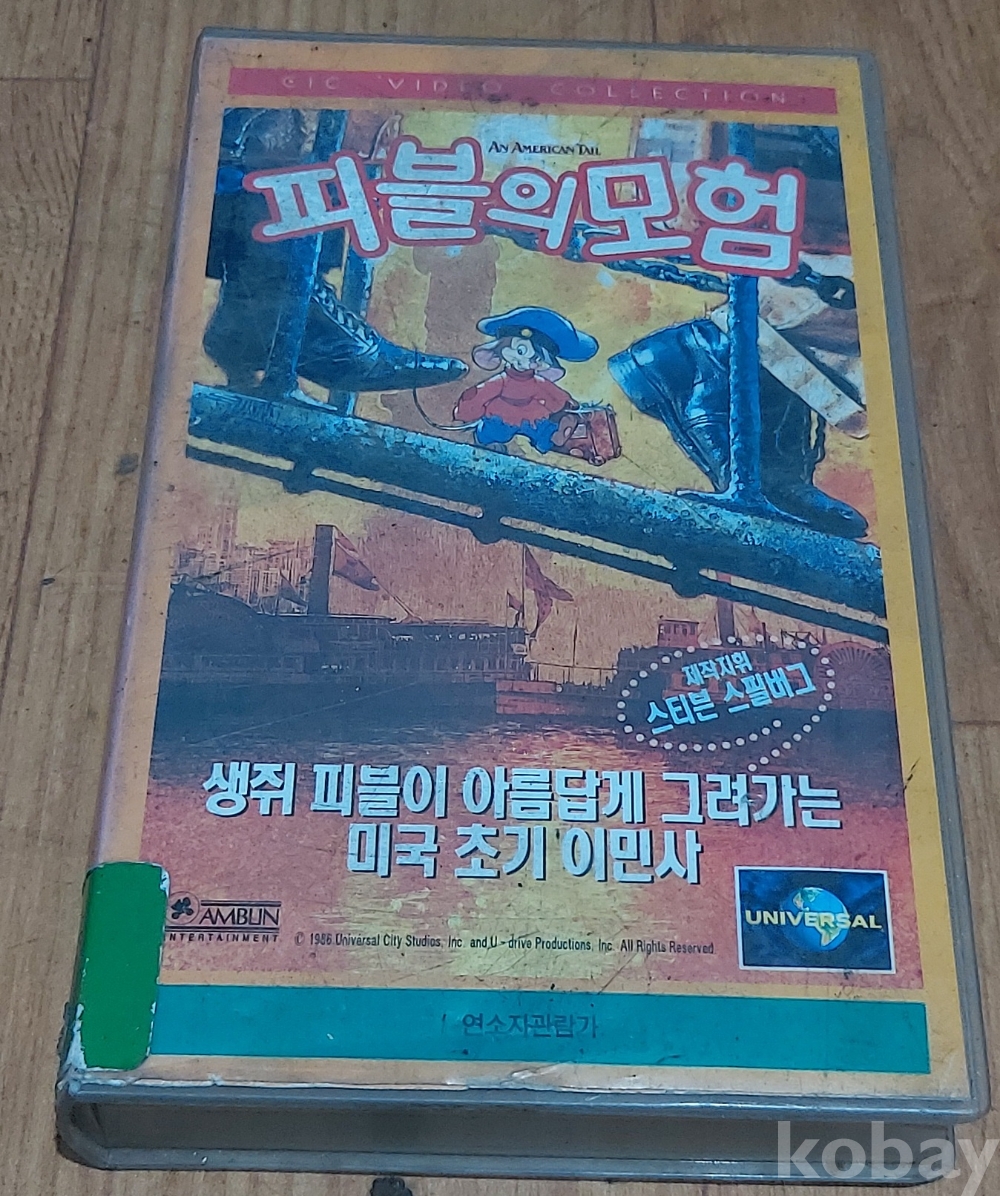 CIC VIDEO COLLECTION
AN AMERICAN TAIL
피블의모험
제작지휘
스티븐 스필버그
생쥐 피블이 아름답게 그려가는
미국 초기 이민사
AMBLIN
ENTERTAINMENT
© 1986 Universal City Studios, Inc. and U-drive Productions, Inc. All Rights Reserved.
UNIVERSAL
연소자관람가
kobay